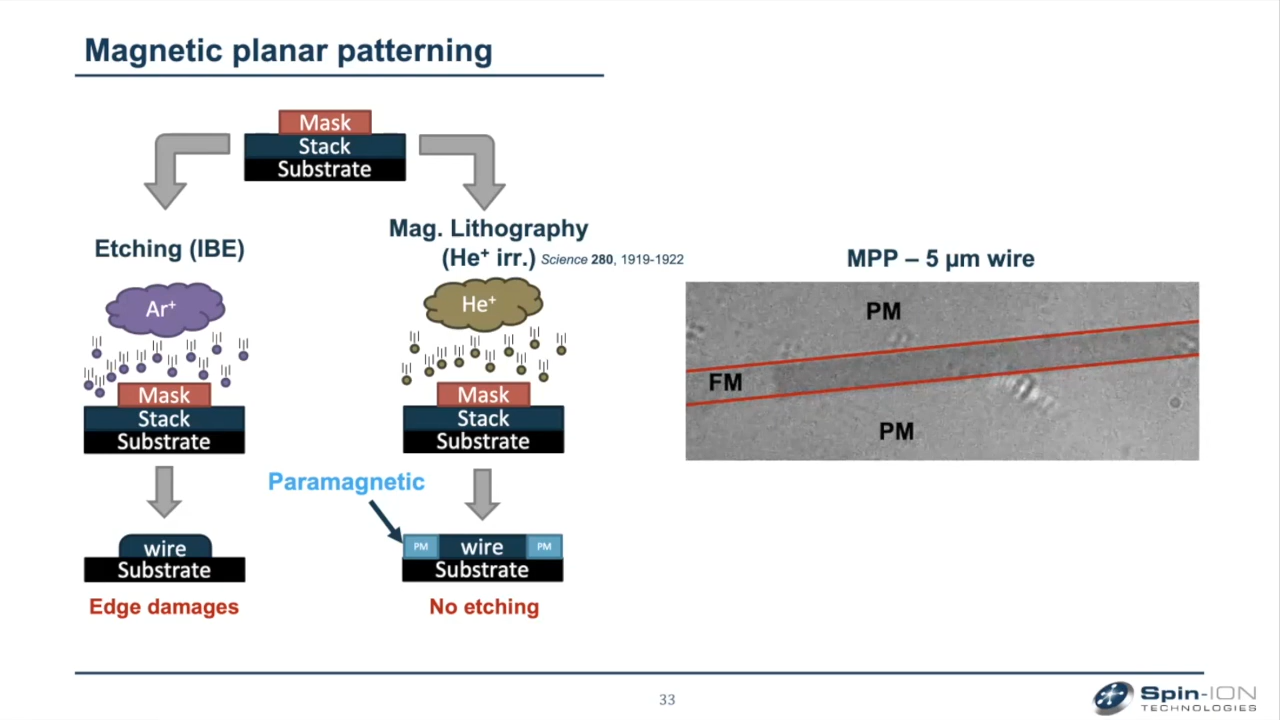 Magnetic planar patterning
Mask
Stack
Substrate
Etching (IBE)
Ar+
Mask
Stack
Substrate
wire
Substrate
Edge damages
Mag. Lithography
(He+ irr.) Science 280, 1919-1922
He+
Mask
Stack
Substrate
Paramagnetic
PM wire PM
Substrate
No etching
MPP – 5 µm wire
PM
FM
PM
33
Spin-ION
TECHNOLOGIES